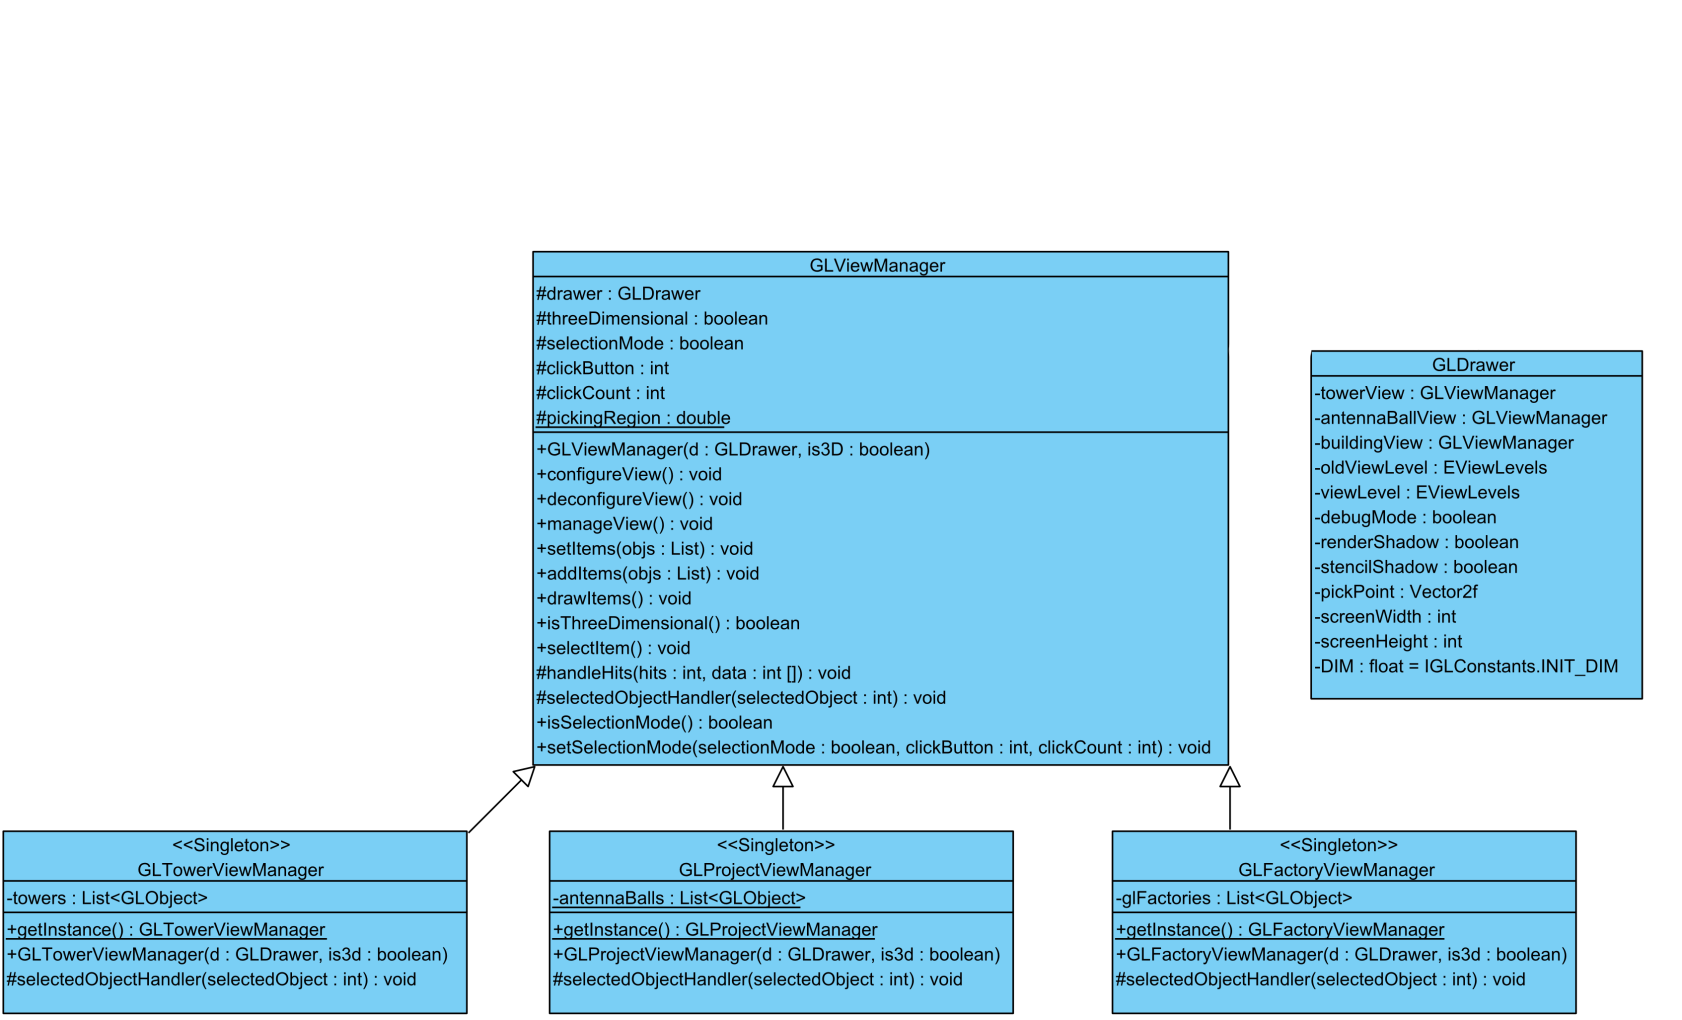 GLViewManager
#drawer : GLDrawer
#threeDimensional : boolean
#selectionMode : boolean
#clickButton : int
#clickCount : int
#pickingRegion : double
+GLViewManager(d : GLDrawer, is3D : boolean)
+configureView() : void
+deconfigureView() : void
+manageView() : void
+setItems(objs : List) : void
+addItems(objs : List) : void
+drawItems() : void
+isThreeDimensional() : boolean
+selectItem() : void
#handleHits(hits : int, data : int []) : void
#selectedObjectHandler(selectedObject : int) : void
+isSelectionMode() : boolean
+setSelectionMode(selectionMode : boolean, clickButton : int, clickCount : int) : void
GLDrawer
-towerView : GLViewManager
-antennaBallView : GLViewManager
-buildingView : GLViewManager
-oldViewLevel : EViewLevels
-viewLevel : EViewLevels
-debugMode : boolean
-renderShadow : boolean
-stencilShadow : boolean
-pickPoint : Vector2f
-screenWidth : int
-screenHeight : int
-DIM : float = IGLConstants.INIT_DIM
<<Singleton>>
GLTowerViewManager
-towers : List<GLObject>
+getInstance() : GLTowerViewManager
+GLTowerViewManager(d : GLDrawer, is3d : boolean)
#selectedObjectHandler(selectedObject : int) : void
<<Singleton>>
GLProjectViewManager
-antennaBalls : List<GLObject>
+getInstance() : GLProjectViewManager
+GLProjectViewManager(d : GLDrawer, is3d : boolean)
#selectedObjectHandler(selectedObject : int) : void
<<Singleton>>
GLFactoryViewManager
-glFactories : List<GLObject>
+getInstance() : GLFactoryViewManager
+GLFactoryViewManager(d : GLDrawer, is3d : boolean)
#selectedObjectHandler(selectedObject : int) : void